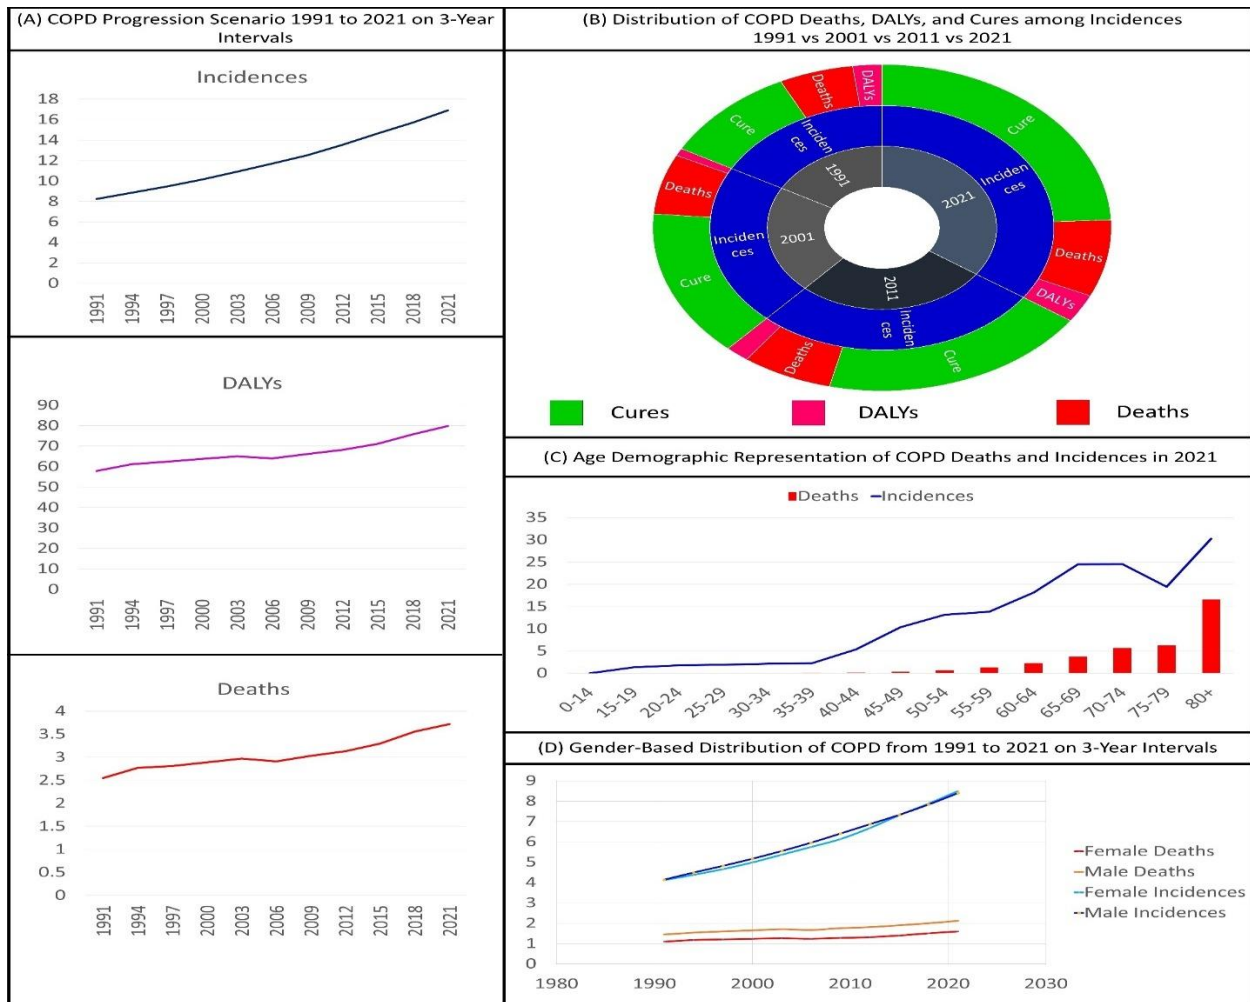 (A) COPD Progression Scenario 1991 to 2021 on 3-Year
Intervals
Incidences
18
16
14
12
10
8
6
4
2
0
1991
1994
1997
2000
2003
2006
2009
2012
2015
2018
2021
DALYs
90
80
70
60
50
40
30
20
10
0
1991
1994
1997
2000
2003
2006
2009
2012
2015
2018
2021
Deaths
4
3.5
3
2.5
2
1.5
1
0.5
0
1991
1994
1997
2000
2003
2006
2009
2012
2015
2018
2021
(B) Distribution of COPD Deaths, DALYs, and Cures among Incidences
1991 vs 2001 vs 2011 vs 2021
Cure
Deaths
DALYs
Inciden
ces
2021
Cure
Deaths
Inciden
ces
2011
Cure
Deaths
Inciden
ces
2001
Cure
Deaths
DALYs
Inciden
ces
1991
Cures
DALYs
Deaths
(C) Age Demographic Representation of COPD Deaths and Incidences in 2021
Deaths
Incidences
35
30
25
20
15
10
5
0
0-14
15-19
20-24
25-29
30-34
35-39
40-44
45-49
50-54
55-59
60-64
65-69
70-74
75-79
80+
(D) Gender-Based Distribution of COPD from 1991 to 2021 on 3-Year Intervals
9
8
7
6
5
4
3
2
1
0
1980
1990
2000
2010
2020
2030
Female Deaths
Male Deaths
Female Incidences
Male Incidences